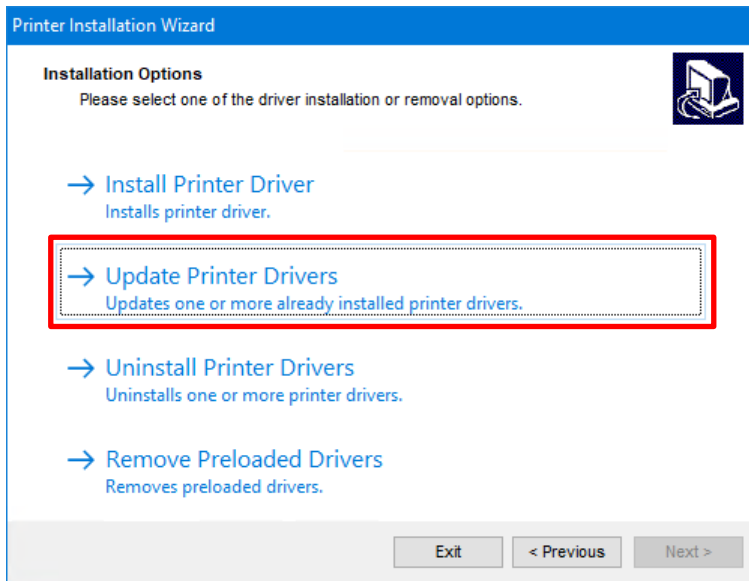 Printer Installation Wizard
Installation Options
Please select one of the driver installation or removal options.
Install Printer Driver
Installs printer driver.
Update Printer Drivers
Updates one or more already installed printer drivers.
Uninstall Printer Drivers
Uninstalls one or more printer drivers.
Remove Preloaded Drivers
Removes preloaded drivers.
Exit < Previous Next >